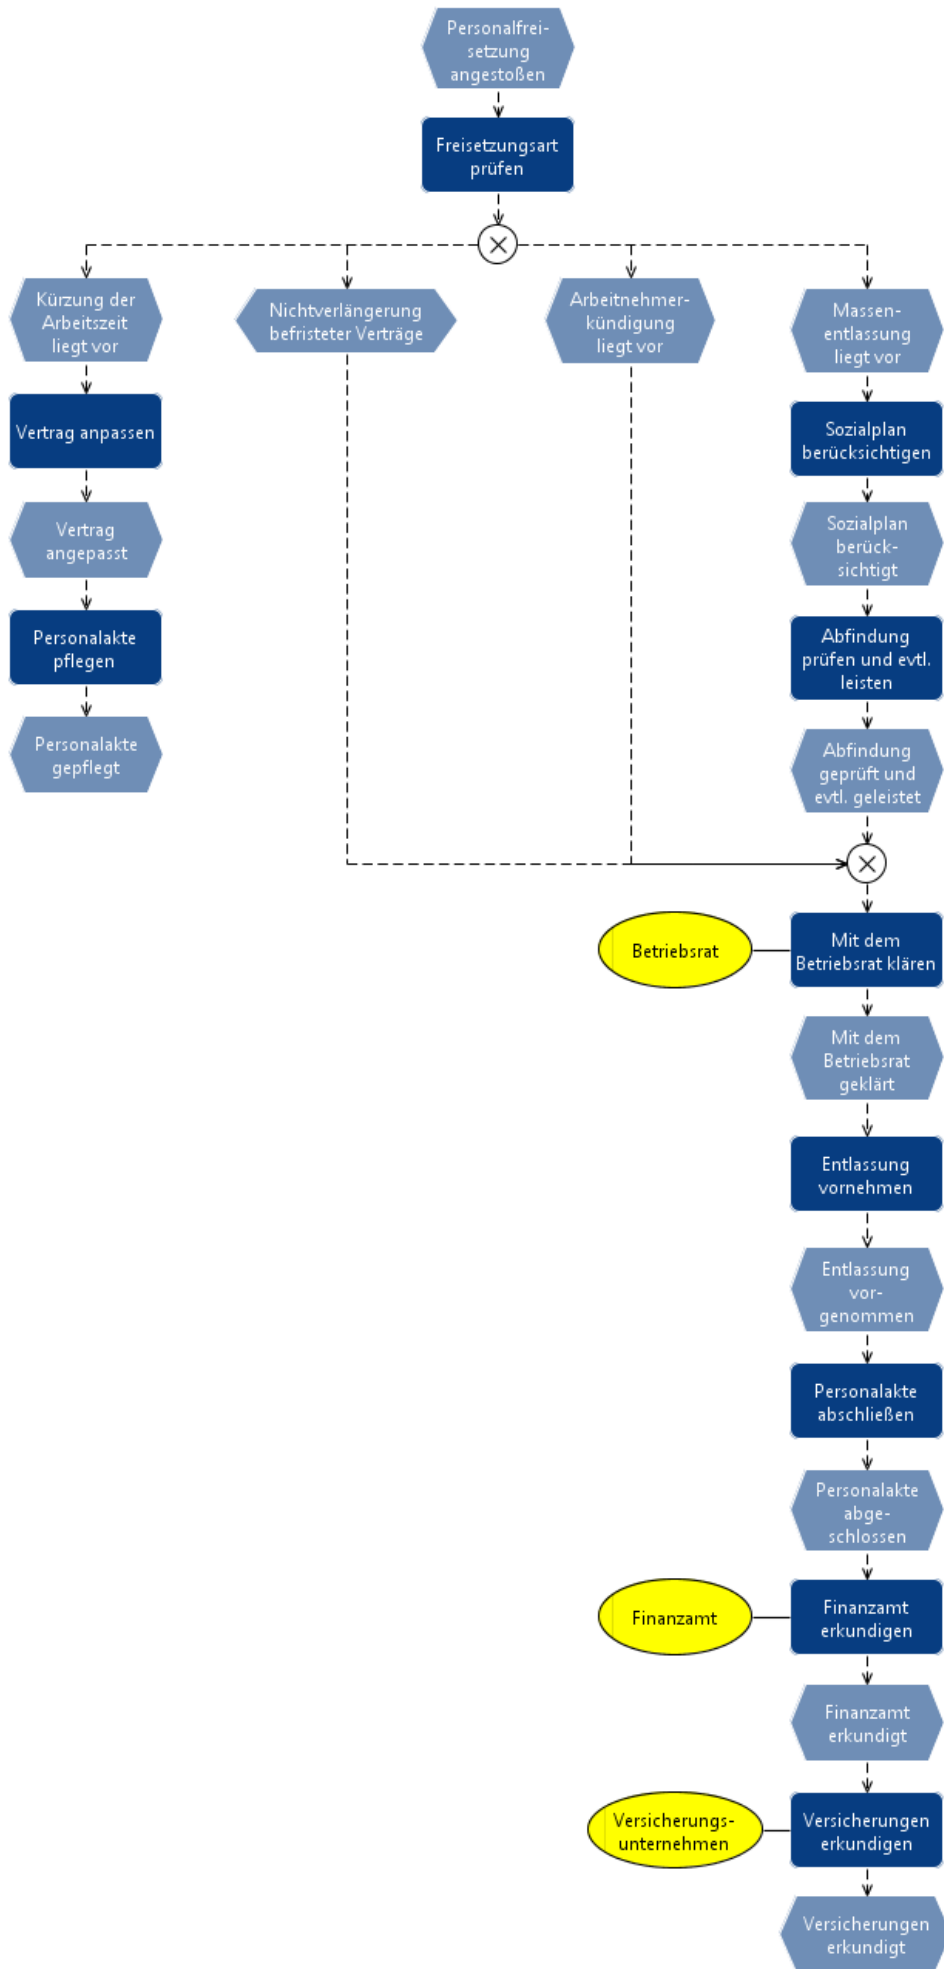 Personalfrei-
setzung
angestoßen
Freisetzungsart
prüfen
Kürzung der
Arbeitszeit
liegt vor
Nichtverlängerung
befristeter Verträge
Arbeitnehmer-
kündigung
liegt vor
Massen-
entlassung
liegt vor
Vertrag anpassen
Vertrag
angepasst
Personalakte
pflegen
Personalakte
gepflegt
Sozialplan
berücksichtigen
Sozialplan
berück-
sichtigt
Abfindung
prüfen und evtl.
leisten
Abfindung
geprüft und
evtl. geleistet
Betriebsrat
Mit dem
Betriebsrat klären
Mit dem
Betriebsrat
geklärt
Entlassung
vornehmen
Entlassung
vor-
genommen
Personalakte
abschließen
Personalakte
abge-
schlossen
Finanzamt
Finanzamt
erkundigen
Finanzamt
erkundigt
Versicherungs-
unternehmen
Versicherungen
erkundigen
Versicherungen
erkundigt